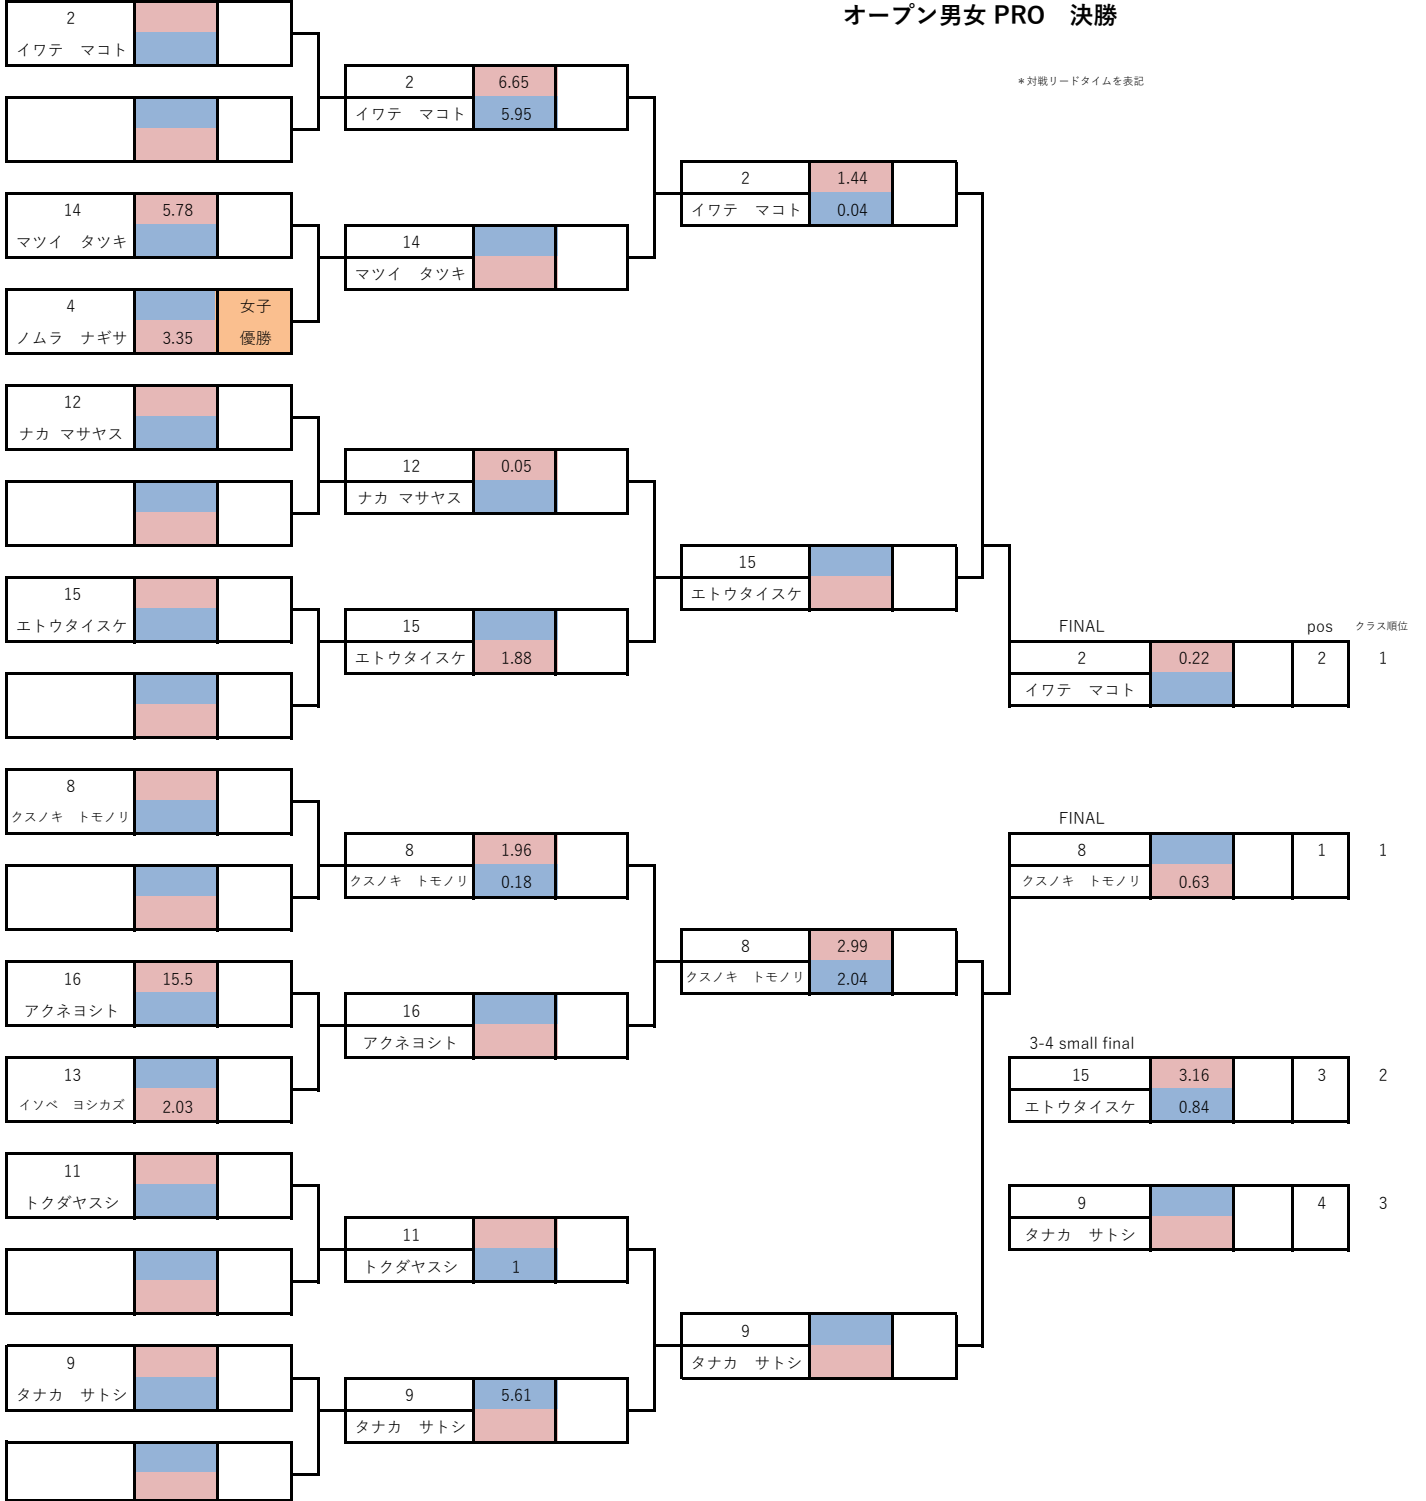 オープン男女 PRO 決勝
＊対戦リードタイムを表記
2
イワテ マコト
14 5.78
マツイ タツキ
4 女子
ノムラ ナギサ 3.35 優勝
12
ナカ マサヤス
15
エトウタイスケ
8
クスノキ トモノリ
16 15.5
アクネヨシト
13
イソベ ヨシカズ 2.03
11
トクダヤスシ
9
タナカ サトシ
2 6.65
イワテ マコト 5.95
14
マツイ タツキ
12 0.05
ナカ マサヤス
15
エトウタイスケ 1.88
8 1.96
クスノキ トモノリ 0.18
16
アクネヨシト
11
トクダヤスシ 1
9 5.61
タナカ サトシ
2 1.44
イワテ マコト 0.04
15
エトウタイスケ
8 2.99
クスノキ トモノリ 2.04
9
タナカ サトシ
FINAL pos クラス順位
2 0.22 2 1
イワテ マコト
FINAL
8 1 1
クスノキ トモノリ 0.63
3-4 small final
15 3.16 3 2
エトウタイスケ 0.84
9 4 3
タナカ サトシ